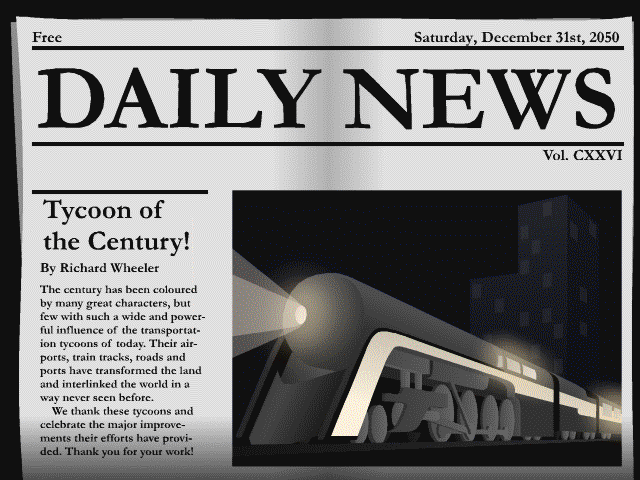 Free
Saturday, December 31st, 2050
DAILY NEWS
Vol. CXXVI
Tycoon of
the Century!
By Richard Wheeler
The century has been coloured
by many great characters, but
few with such a wide and power-
ful influence of the transportat-
ion tycoons of today. Their air-
ports, train tracks, roads and
ports have transformed the land
and interlinked the world in a
way never seen before.
We thank these tycoons and
celebrate the major improve-
ments their efforts have provi-
ded. Thank you for your work!